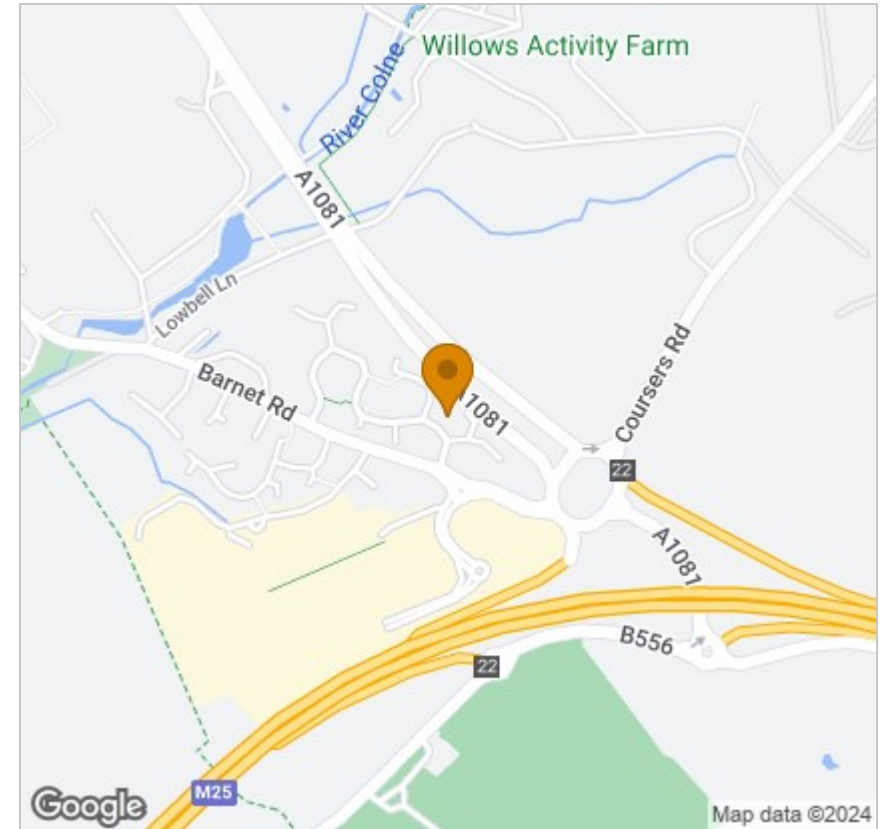 Willows Activity Farm
River Colne
A1081
Lowbell Ln
Coursers Rd
Barnet Rd
A1081
22
A1081
B556
22
M25
Google
Map data ©2024